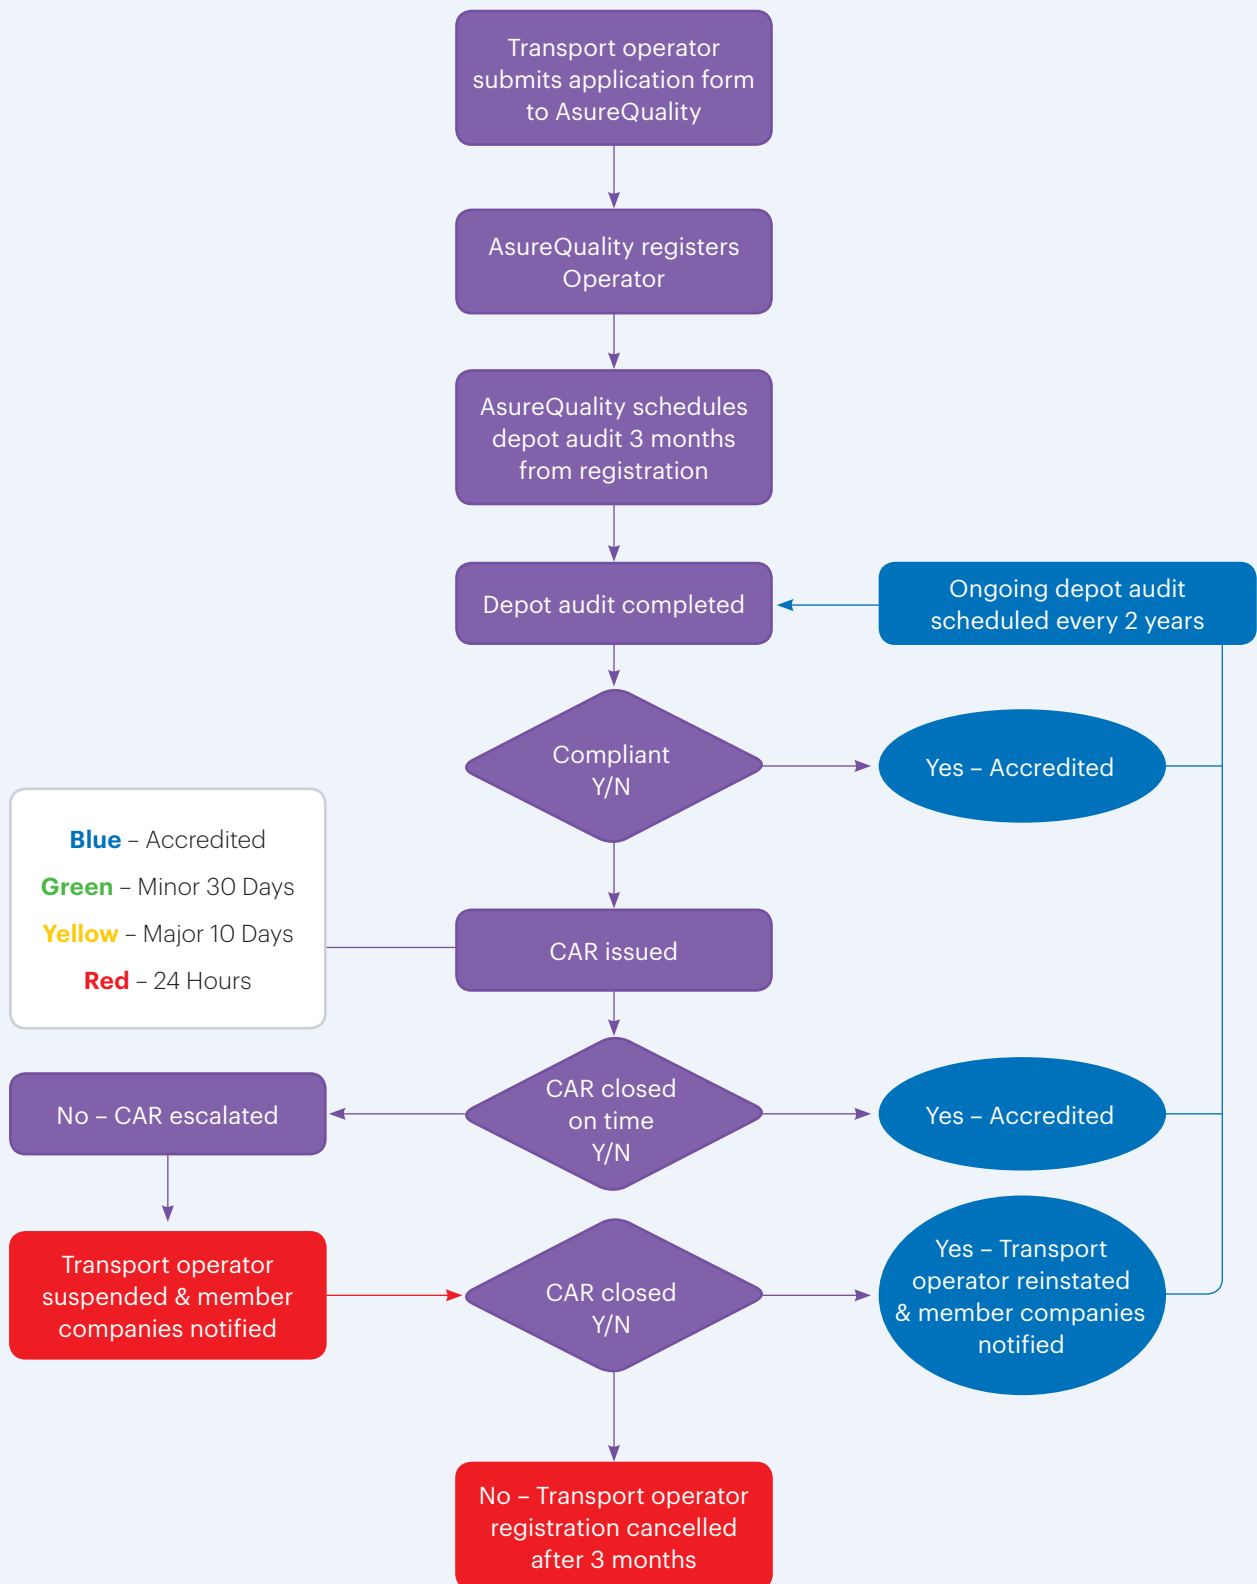 Transport operator
submits application form
to AsureQuality
AsureQuality registers
Operator
AsureQuality schedules
depot audit 3 months
from registration
Depot audit completed
Ongoing depot audit
scheduled every 2 years
Compliant
Y/N
Yes – Accredited
Blue – Accredited
Green – Minor 30 Days
Yellow – Major 10 Days
Red – 24 Hours
CAR issued
No – CAR escalated
CAR closed
on time
Y/N
Yes – Accredited
Transport operator
suspended & member
companies notified
CAR closed
Y/N
Yes – Transport
operator reinstated
& member companies
notified
No – Transport operator
registration cancelled
after 3 months